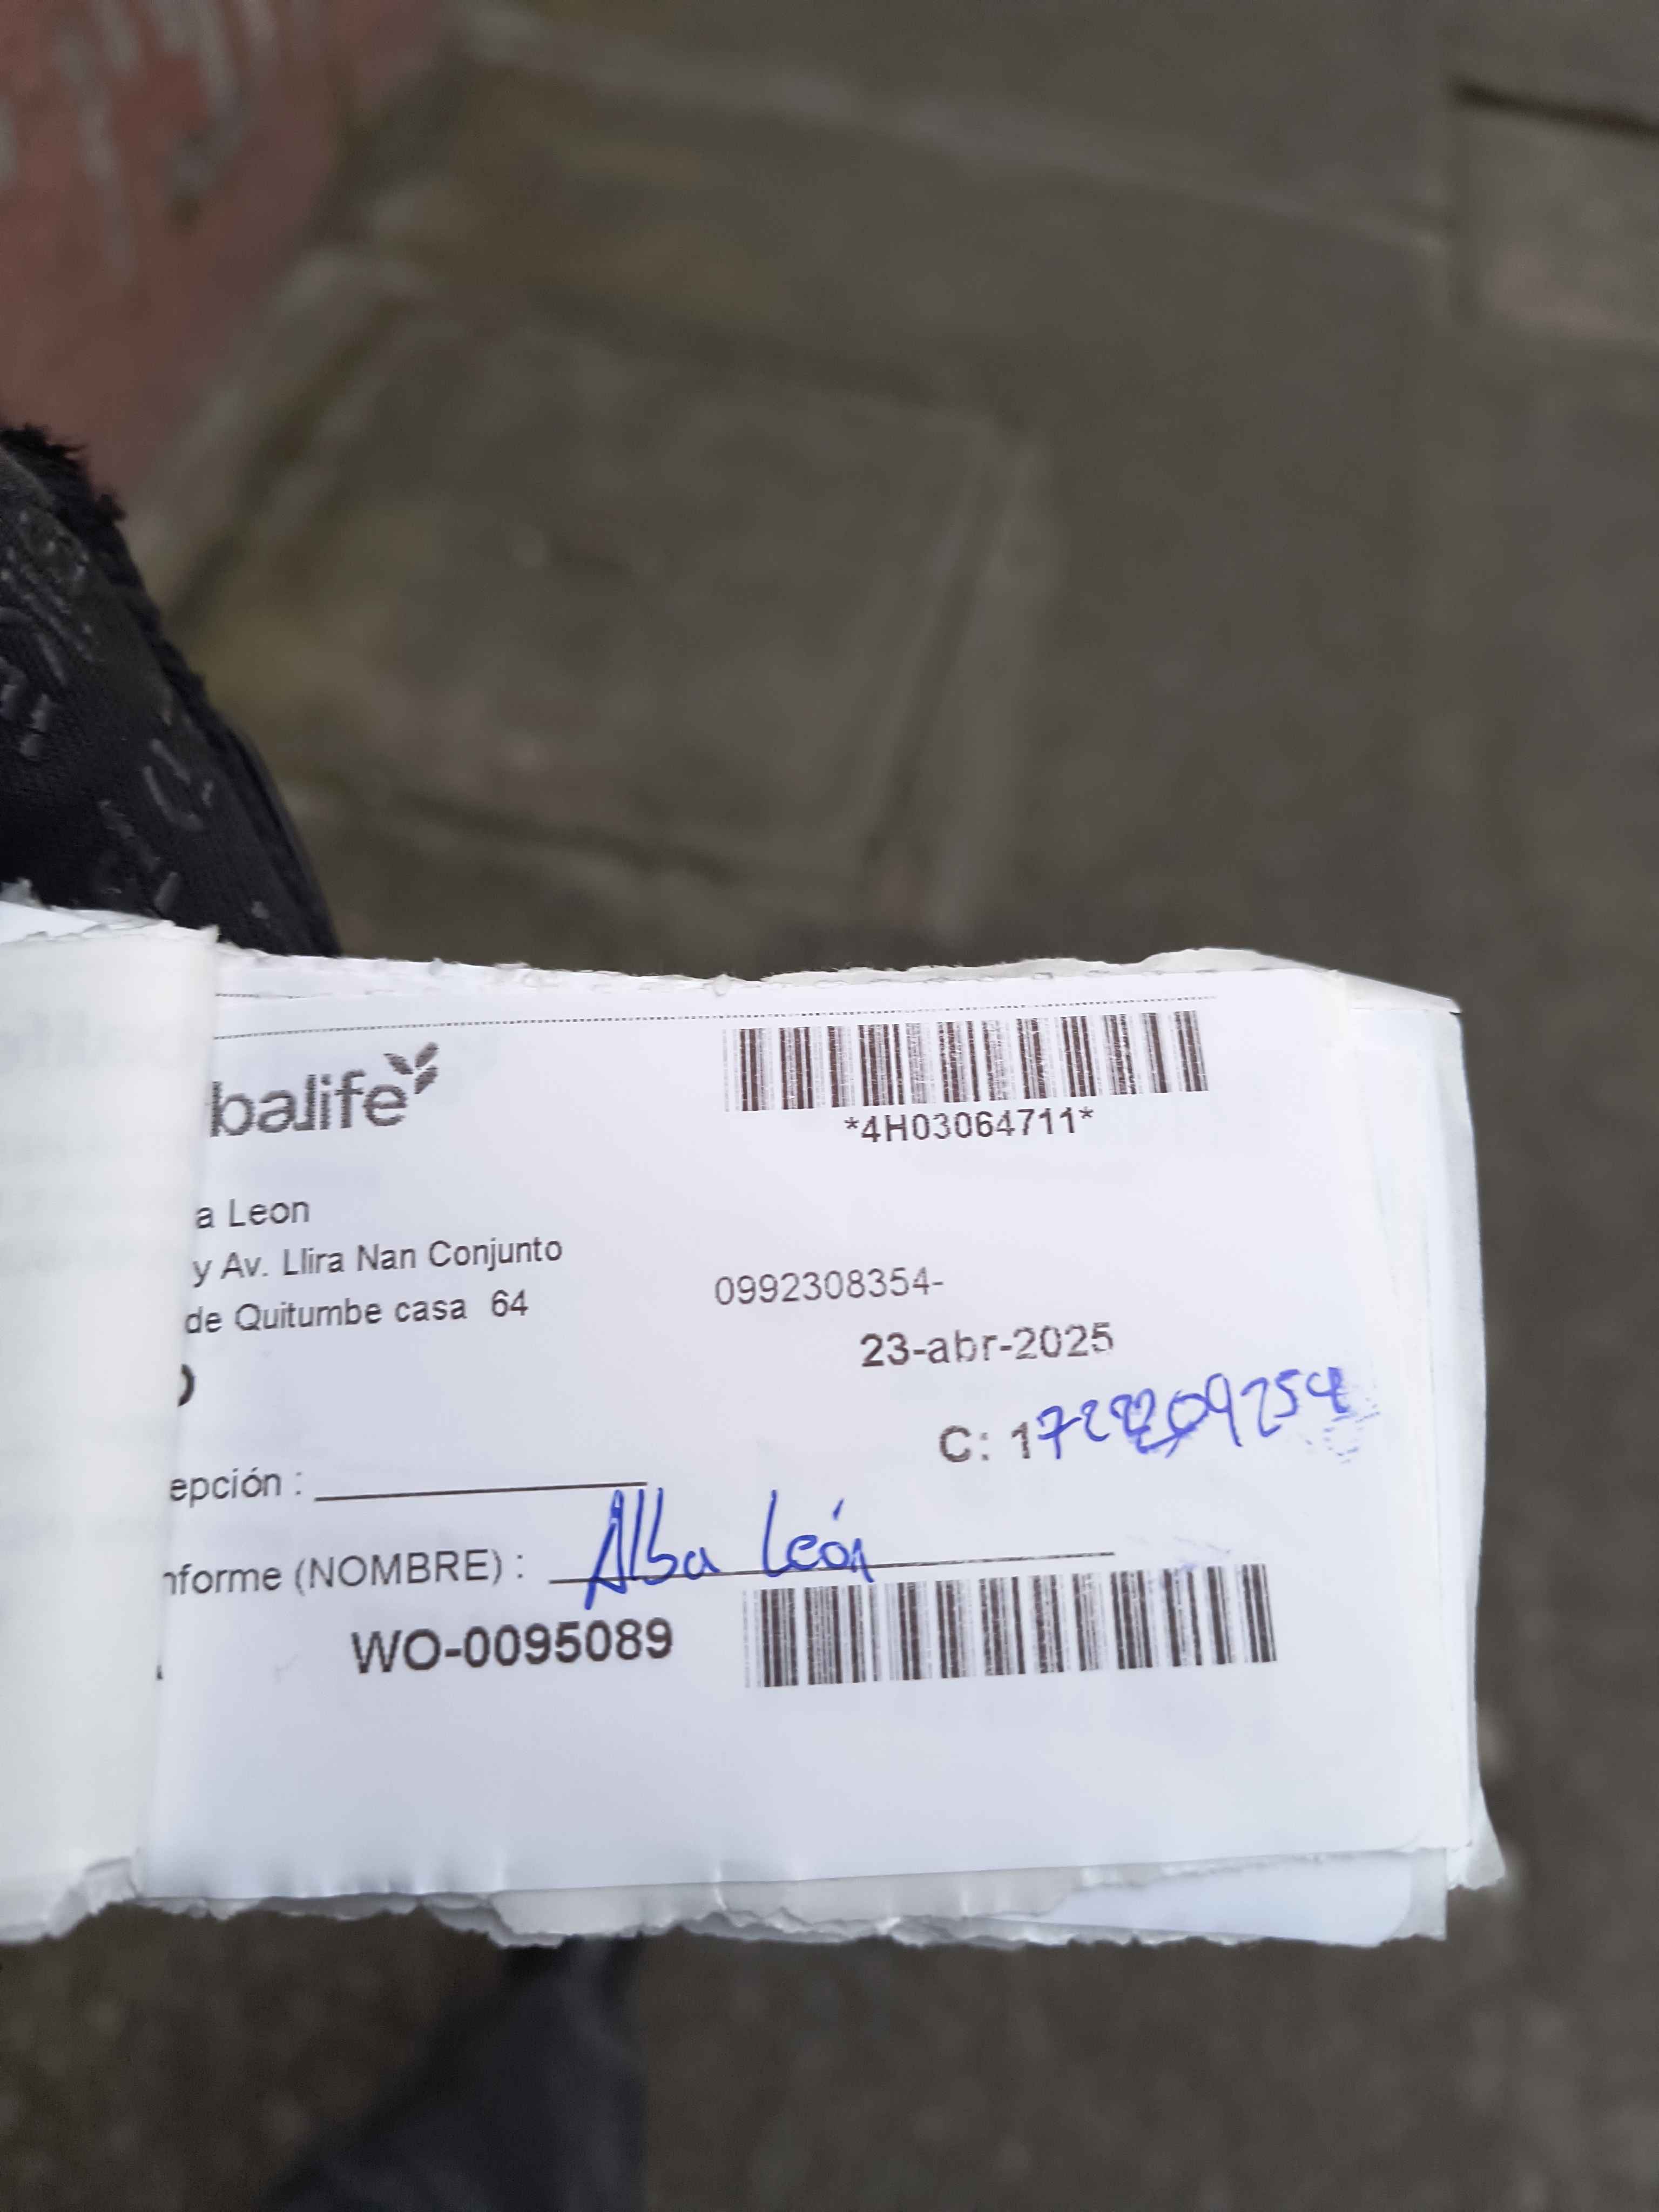 balife
*4H03064711*
a Leon
y Av. Llira Nan Conjunto
de Quitumbe casa 64
0992308354-
23-abr-2025
C: 1722209254
epción :
nforme (NOMBRE) : Alba León
WO-0095089